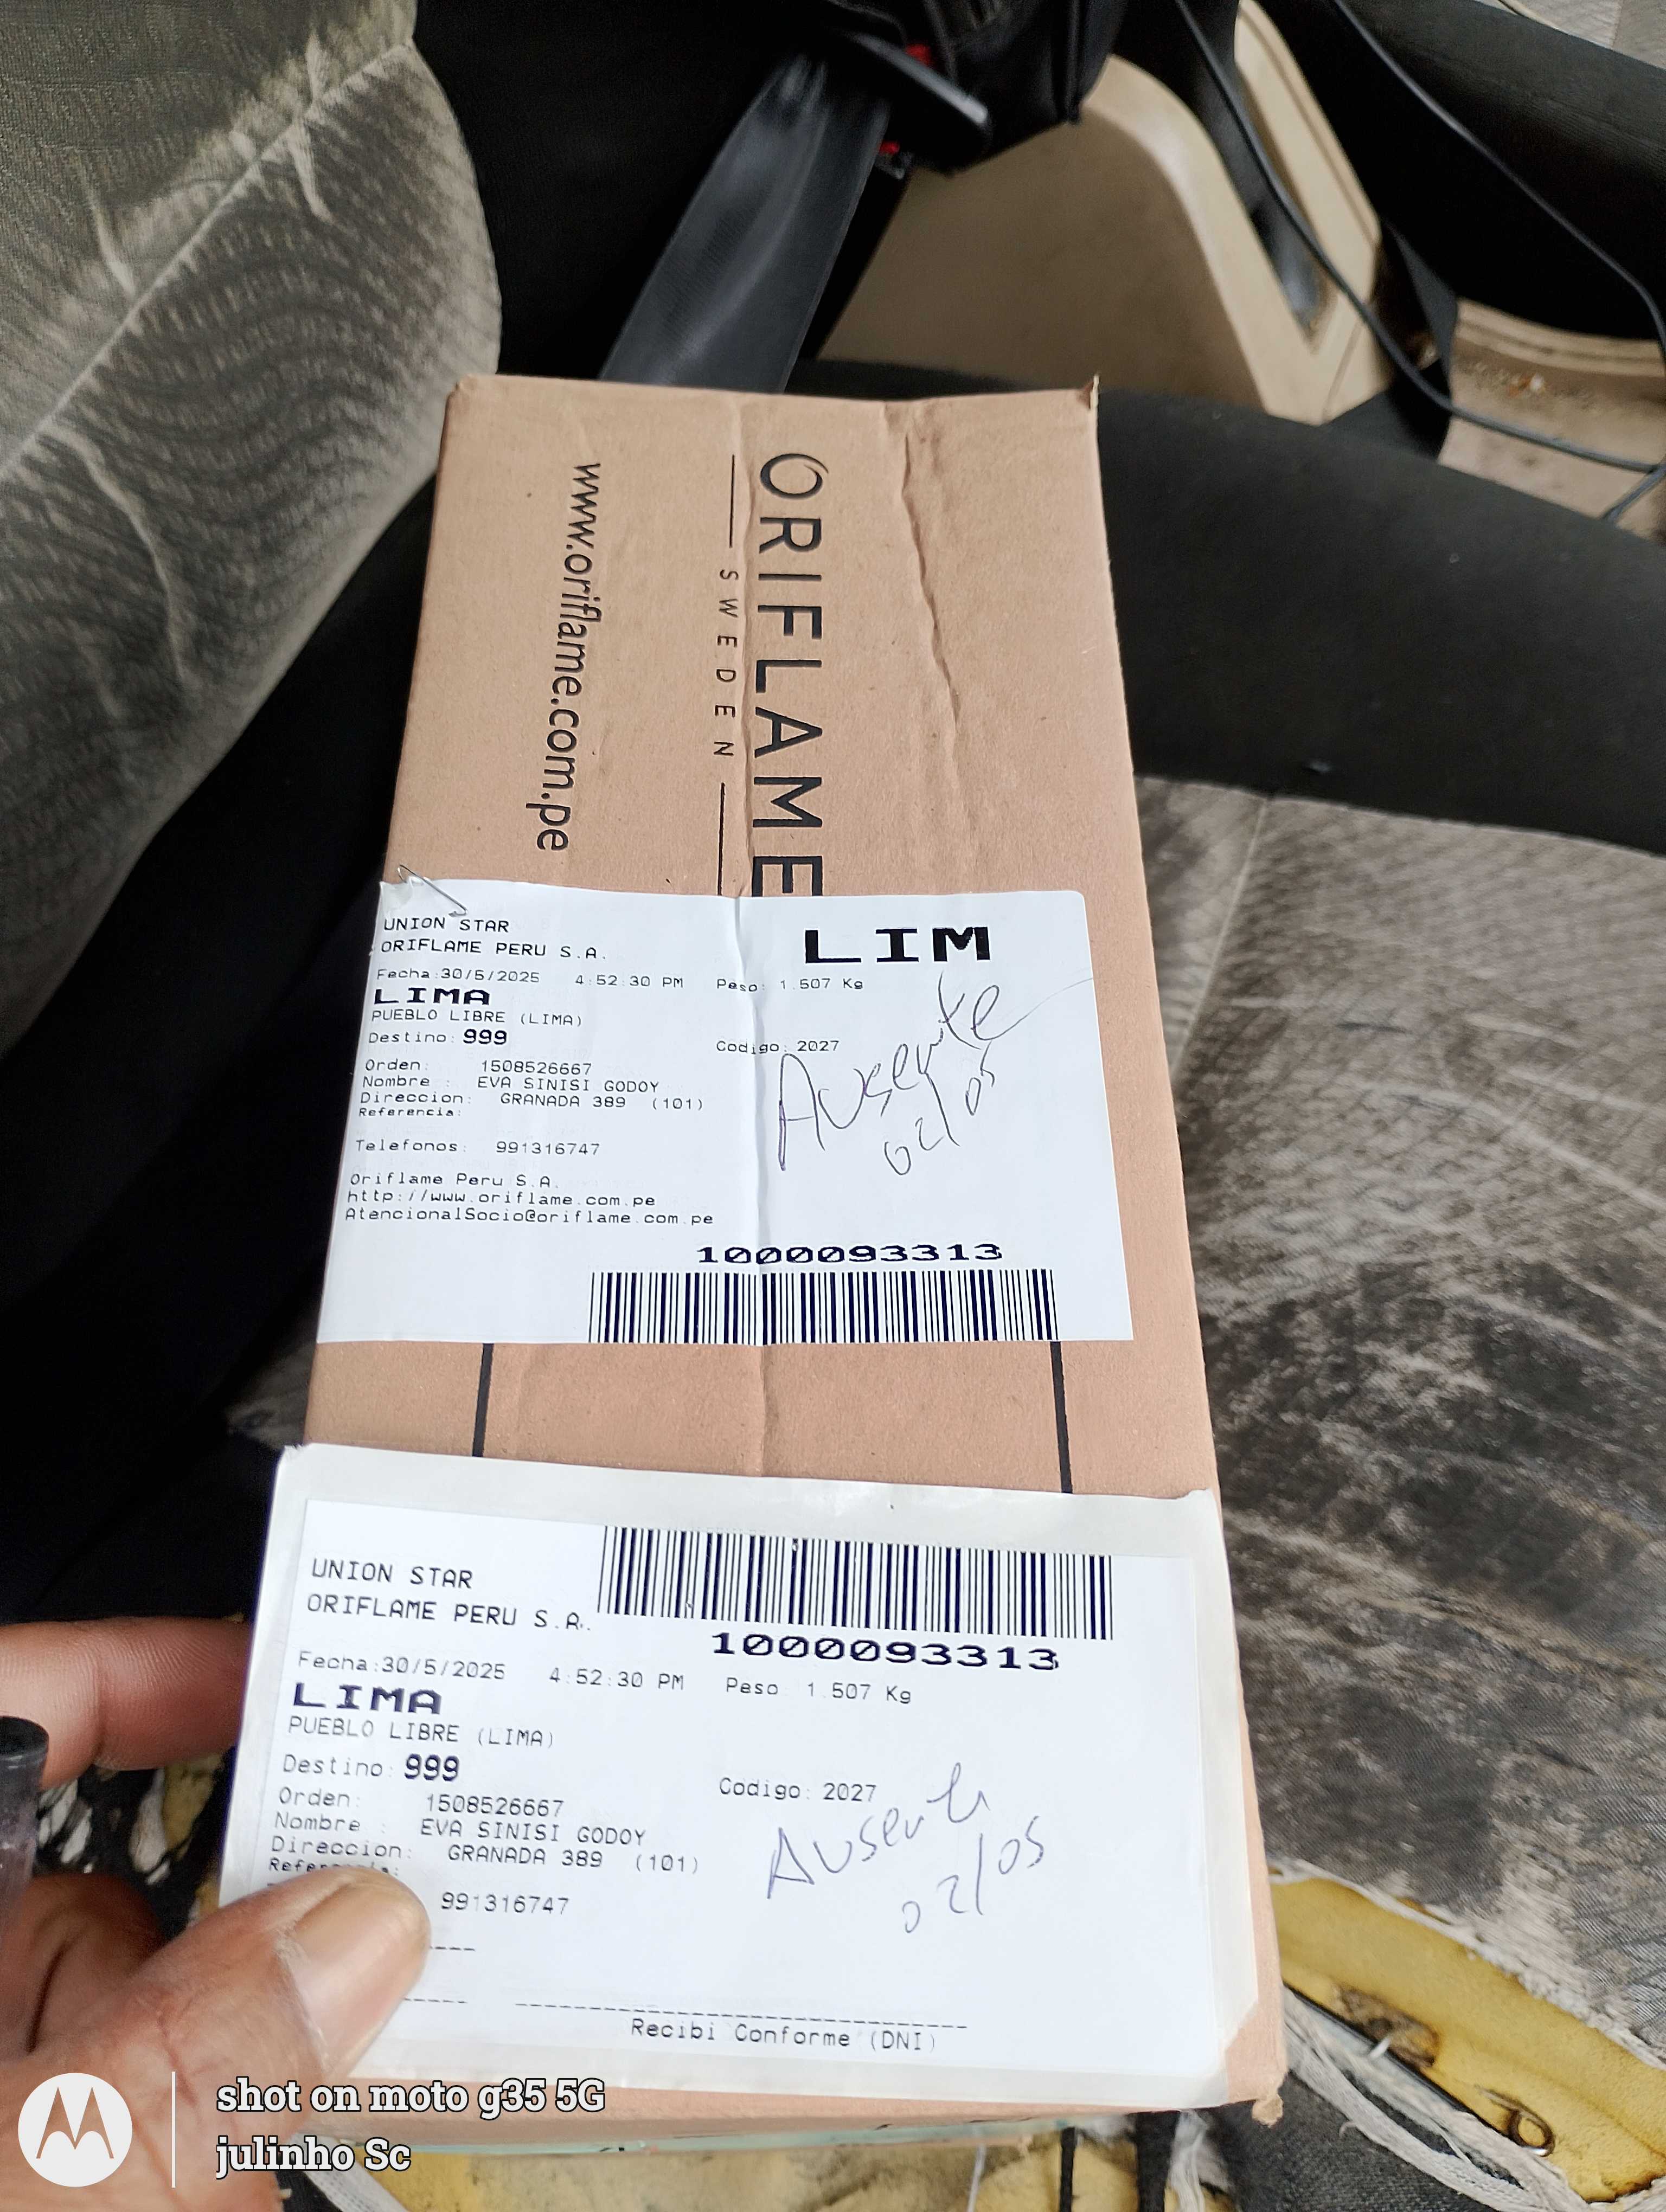 ORIFLAME
SWEDEN
www.oriflame.com.pe
UNION STAR
ORIFLAME PERU S.A.
LIM
Fecha:30/5/2025 4:52:30 PM Peso: 1.507 Kg
LIMA
PUEBLO LIBRE (LIMA)
Destino: 999
Codigo: 2027
Orden: 1508526667
Nombre : EVA SINISI GODOY
Direccion: GRANADA 389 (101)
Referencia:
Telefonos: 991316747
Ausente
02/05
Oriflame Peru S.A.
http://www.oriflame.com.pe
AtencionalSocio@oriflame.com.pe
1000093313
UNION STAR
ORIFLAME PERU S.A.
1000093313
Fecha:30/5/2025 4:52:30 PM Peso 1.507 Kg
LIMA
PUEBLO LIBRE (LIMA)
Destino: 999
Codigo: 2027
Orden: 1508526667
Nombre : EVA SINISI GODOY
Direccion: GRANADA 389 (101)
991316747
Ausente
02/05
Recibi Conforme (DNI)
shot on moto g35 5G
julinho Sc